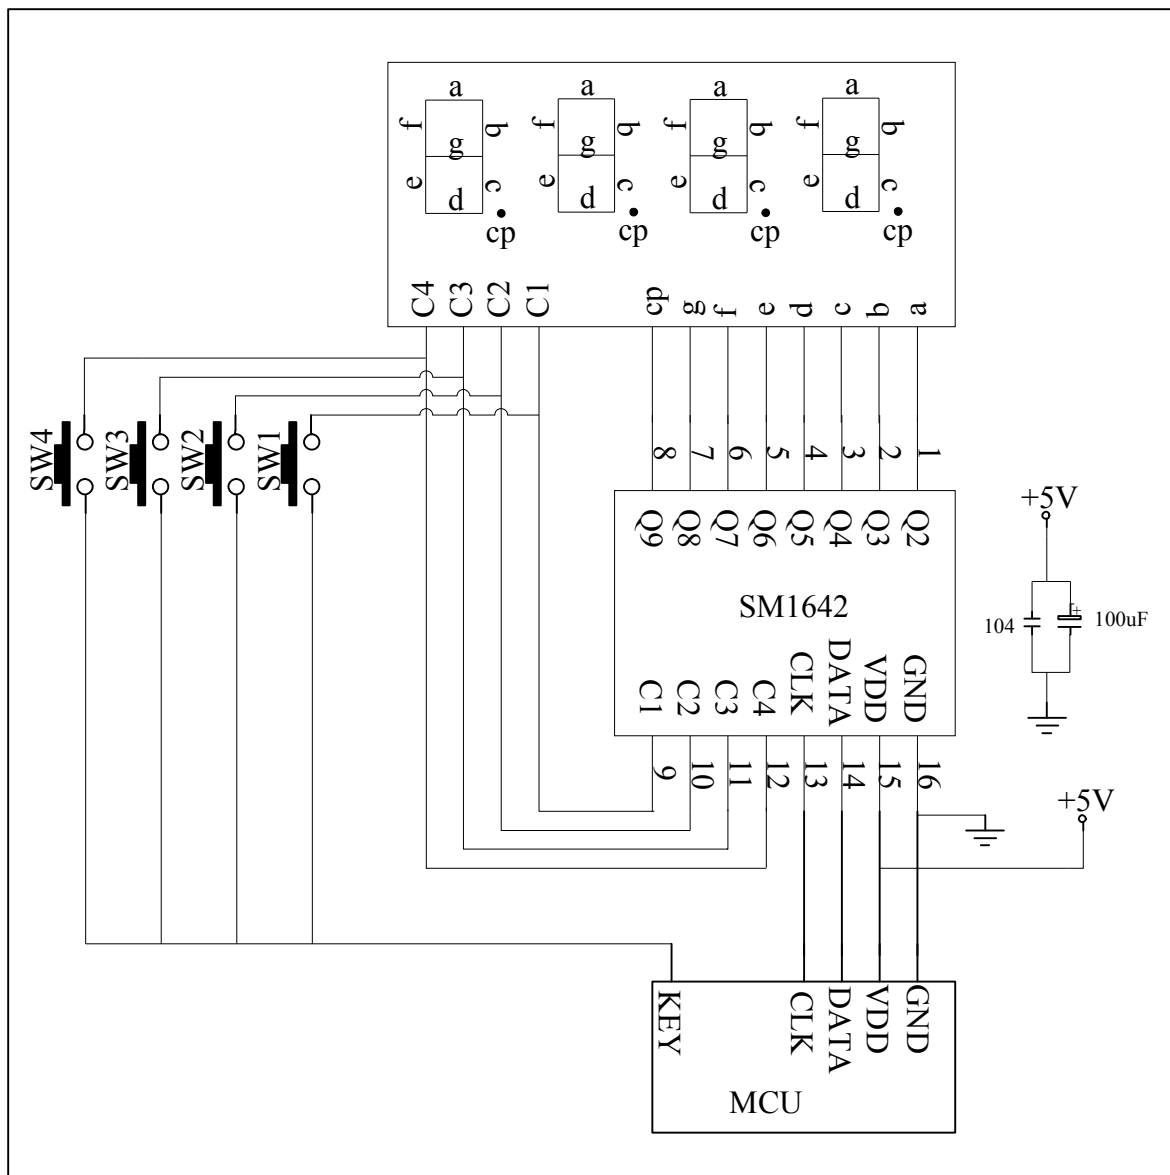 a a a a
f b f b f b f b
g g g g
e c e c e c e c
d d d d
cp cp cp cp
C4 C3 C2 C1 cp g f e d c b a
SW4 SW3 SW2 SW1
8 7 6 5 4 3 2 1
+5V
Q9 Q8 Q7 Q6 Q5 Q4 Q3 Q2
SM1642
104 100uF
+
C1 C2 C3 C4 CLK DATA VDD GND
9 10 11 12 13 14 15 16
+5V
KEY CLK DATA VDD GND
MCU